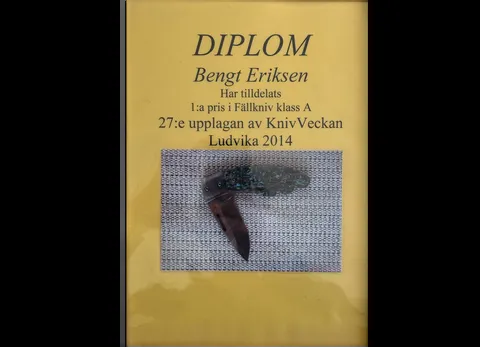 DIPLOM
Bengt Eriksen
Har tilldelats
1:a pris i Fällkniv klass A
27:e upplagan av KnivVeckan
Ludvika 2014